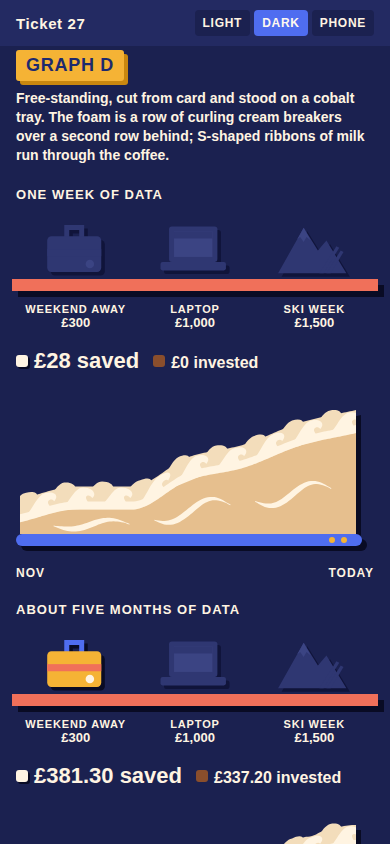 Ticket 27
LIGHT DARK PHONE
GRAPH D
Free-standing, cut from card and stood on a cobalt
tray. The foam is a row of curling cream breakers
over a second row behind; S-shaped ribbons of milk
run through the coffee.
ONE WEEK OF DATA
WEEKEND AWAY LAPTOP SKI WEEK
£300 £1,000 £1,500
£28 saved £0 invested
NOV TODAY
ABOUT FIVE MONTHS OF DATA
WEEKEND AWAY LAPTOP SKI WEEK
£300 £1,000 £1,500
£381.30 saved £337.20 invested